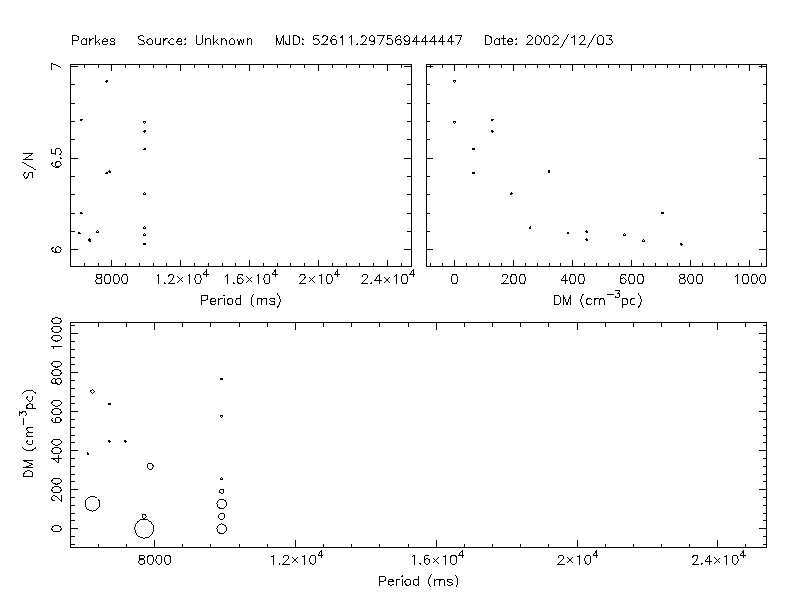 Parkes Source: Unknown MJD: 52611.297569444447 Date: 2002/12/03
S/N
7
6.5
6
8000 1.2×10⁴ 1.6×10⁴ 2×10⁴ 2.4×10⁴
Period (ms)
0 200 400 600 800 1000
DM (cm⁻³pc)
DM (cm⁻³pc)
1000
800
600
400
200
0
8000 1.2×10⁴ 1.6×10⁴ 2×10⁴ 2.4×10⁴
Period (ms)